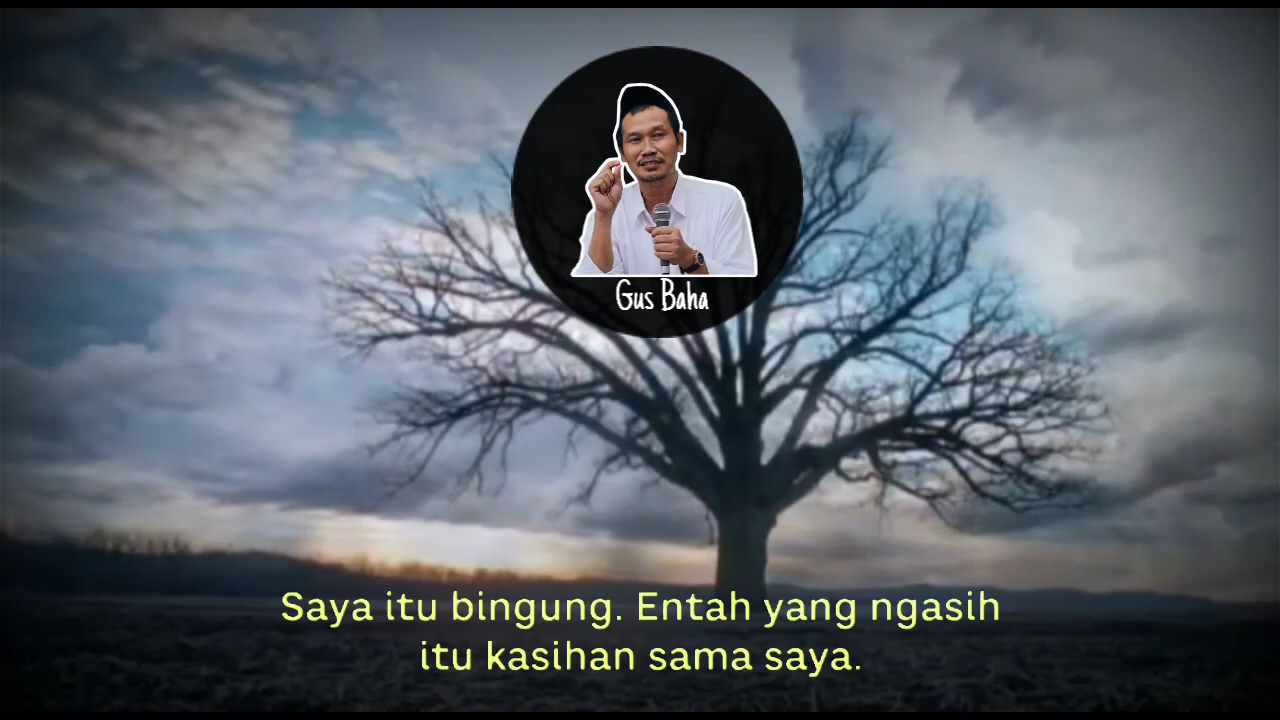 Gus Baha
Saya itu bingung. Entah yang ngasih
itu kasihan sama saya.